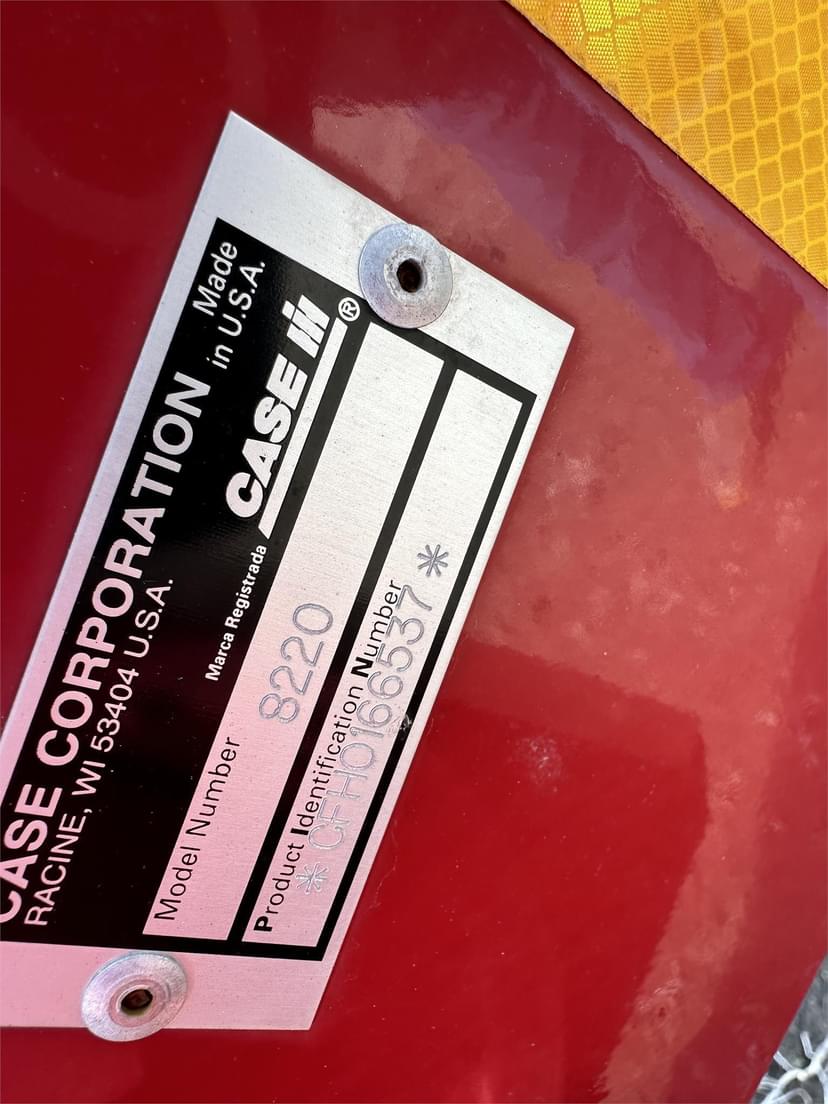 CASE CORPORATION
RACINE, WI 53404 U.S.A.
Made
in U.S.A.
Marca Registrada
CASE IH ®
Model Number
8220
Product Identification Number
* CFH0166537 *